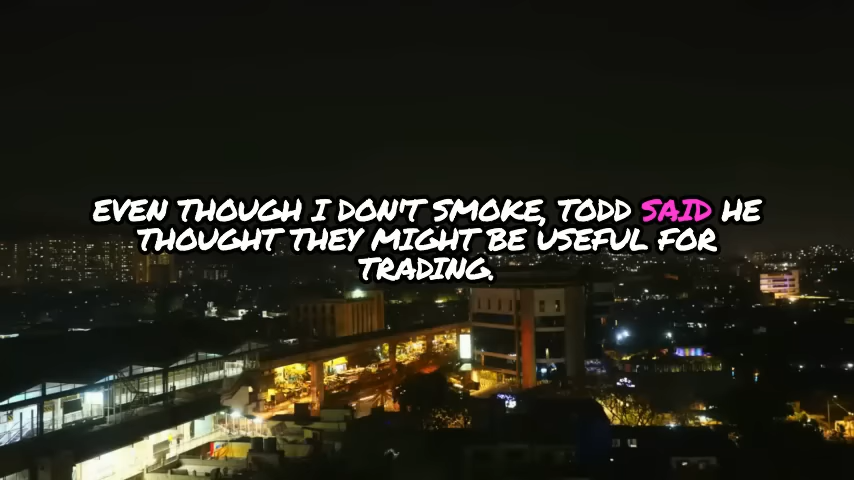 EVEN THOUGH I DON'T SMOKE, TODD SAID HE
THOUGHT THEY MIGHT BE USEFUL FOR
TRADING.